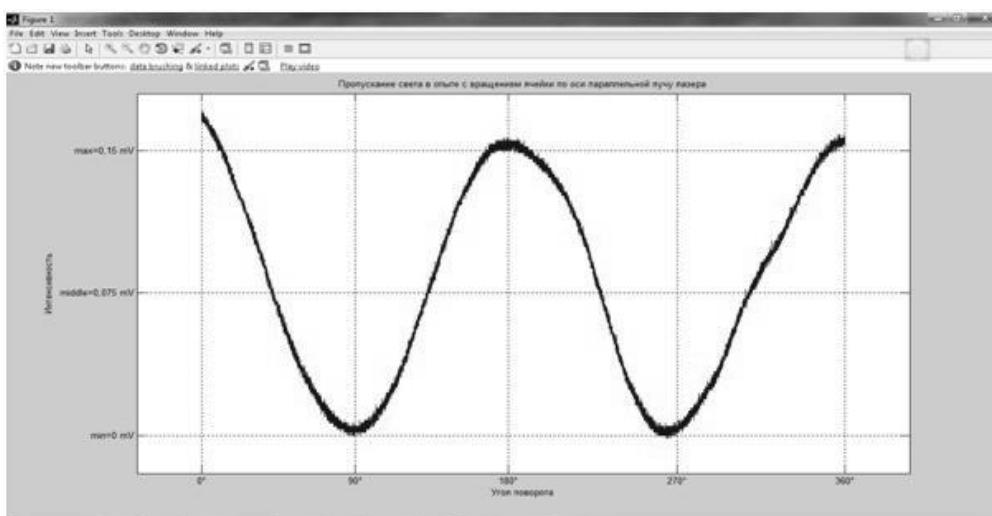 Figure 1
File Edit View Insert Tools Desktop Window Help
Note new toolbar buttons: data brushing & linked plots Play video
Пропускание света в опыте с вращением ячейки по оси параллельной лучу лазера
max=0,15 mV
middle=0,075 mV
min=0 mV
Интенсивность
0° 90° 180° 270° 360°
Угол поворота